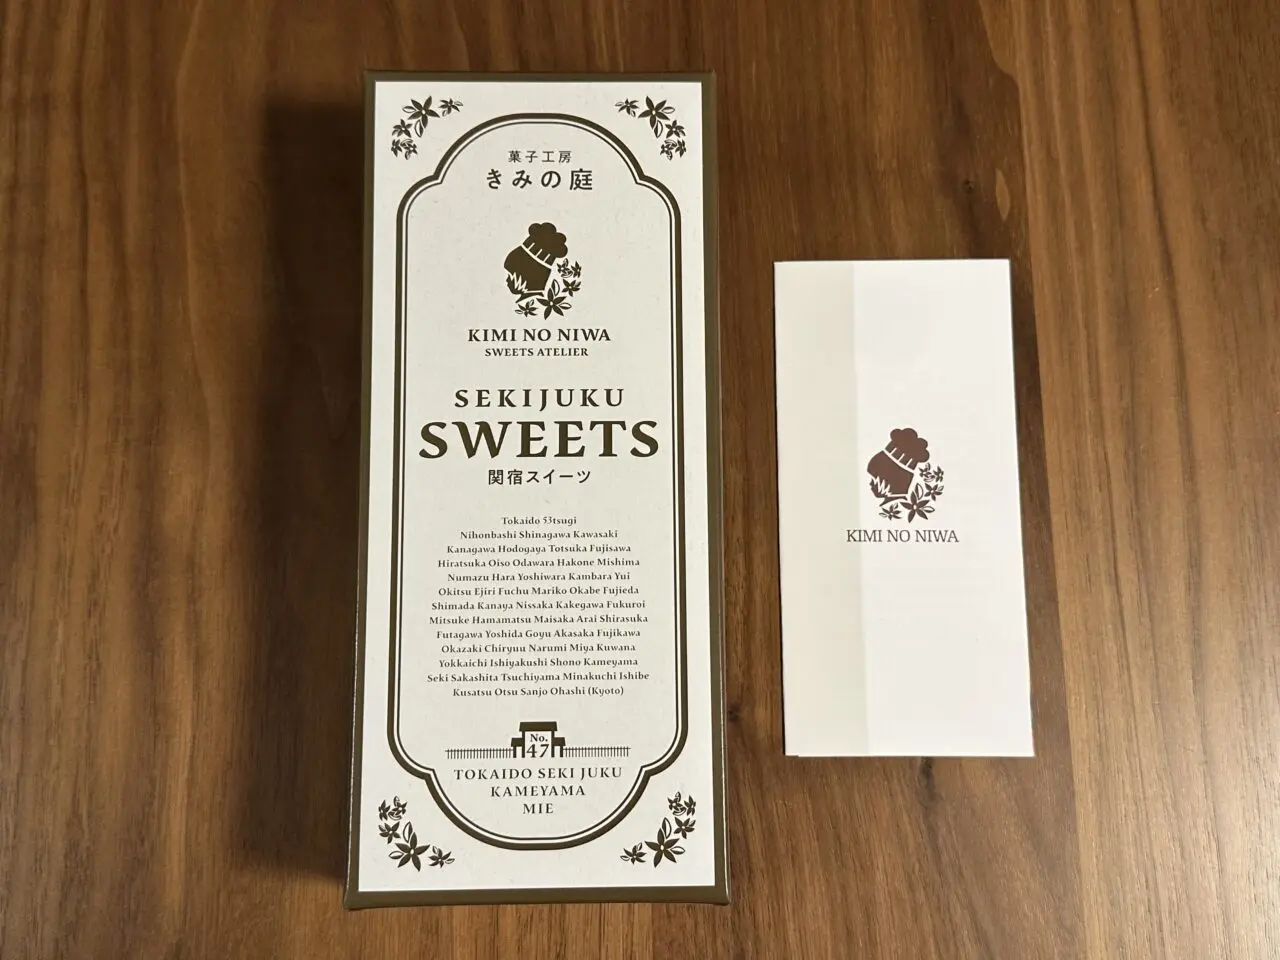 菓子工房
きみの庭
KIMI NO NIWA
SWEETS ATELIER
SEKIJUKU
SWEETS
関宿スイーツ
Tokaido 53tsugi
Nihonbashi Shinagawa Kawasaki
Kanagawa Hodogaya Totsuka Fujisawa
Hiratsuka Oiso Odawara Hakone Mishima
Numazu Hara Yoshiwara Kambara Yui
Okitsu Ejiri Fuchu Mariko Okabe Fujieda
Shimada Kanaya Nissaka Kakegawa Fukuroi
Mitsuke Hamamatsu Maisaka Arai Shirasuka
Futagawa Yoshida Goyu Akasaka Fujikawa
Okazaki Chiryuu Narumi Miya Kuwana
Yokkaichi Ishiyakushi Shono Kameyama
Seki Sakashita Tsuchiyama Minakuchi Ishibe
Kusatsu Otsu Sanjo Ohashi (Kyoto)
No.
47
TOKAIDO SEKI JUKU
KAMEYAMA
MIE
KIMI NO NIWA